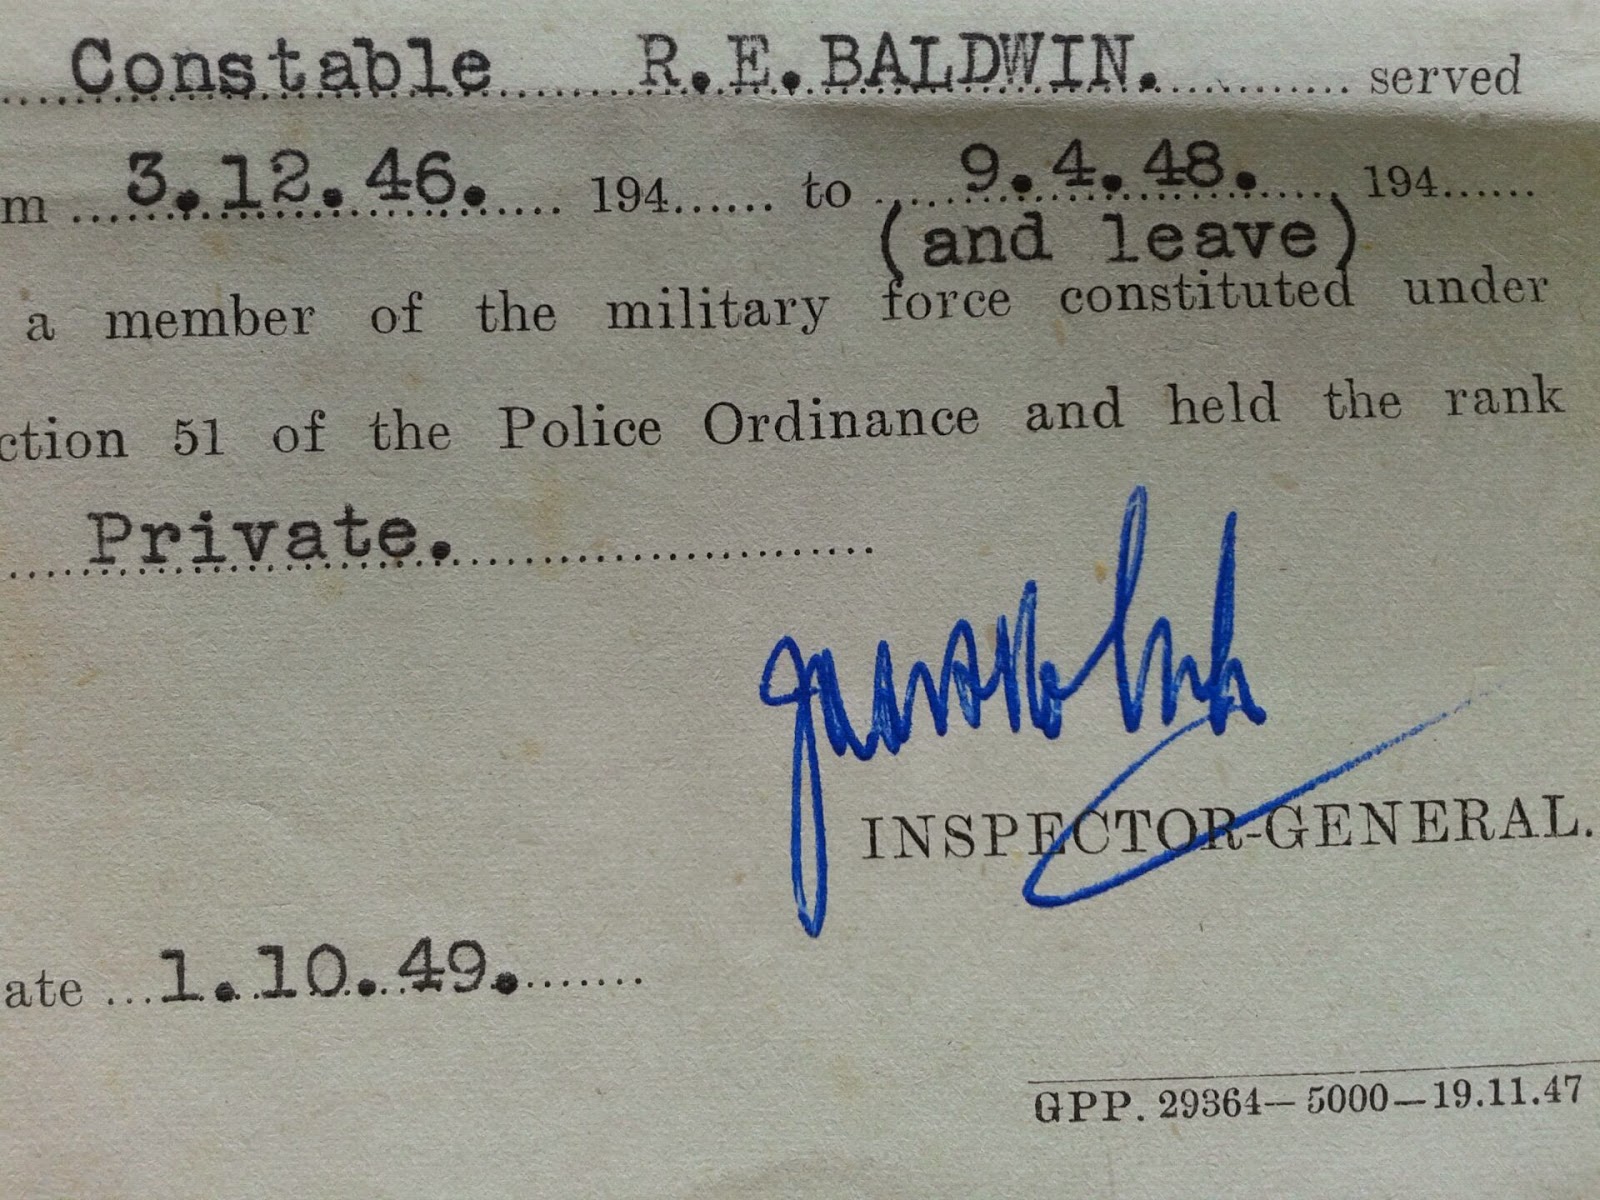 Constable R.E.BALDWIN. served
m 3.12.46. 194...... to 9.4.48. 194......
(and leave)
a member of the military force constituted under
ction 51 of the Police Ordinance and held the rank
Private.
INSPECTOR-GENERAL.
ate ...1.10.49.
GPP. 29364—5000—19.11.47